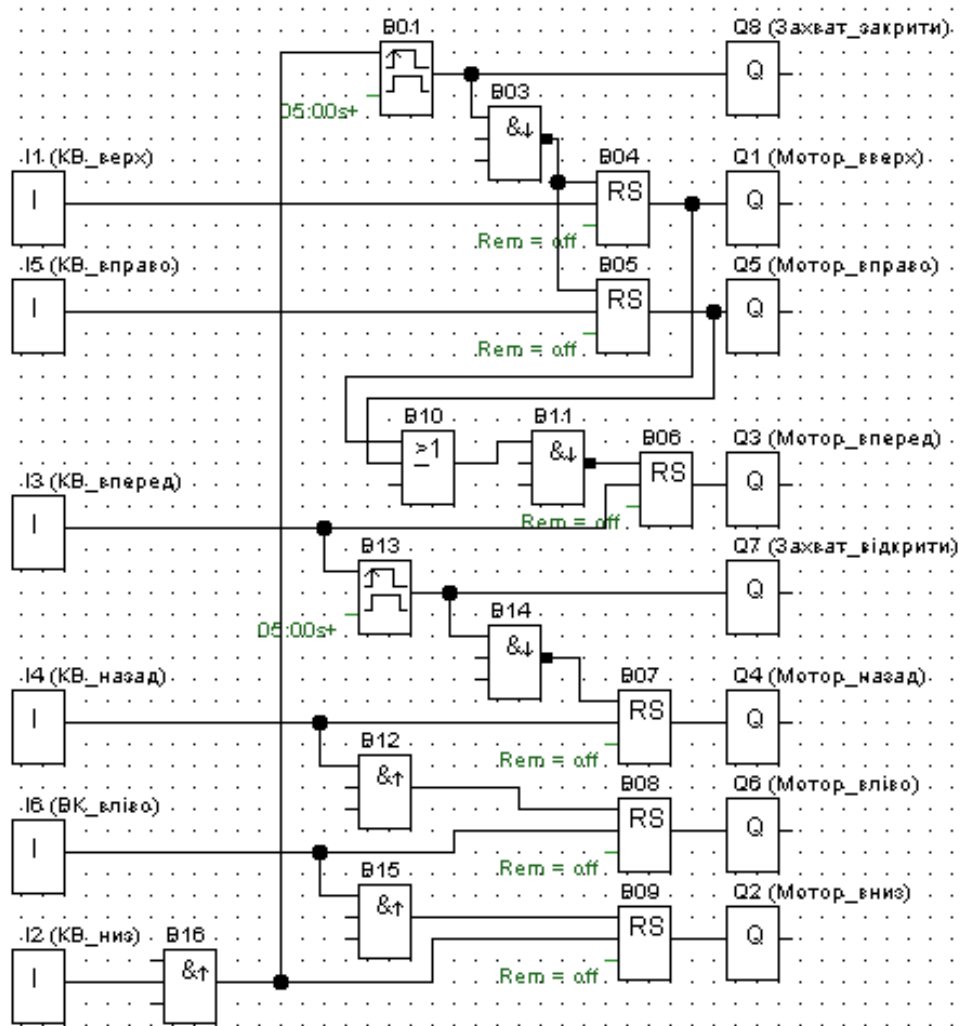 B01
Q8 (Захват_закрити)
Q
05:00s+
B03
&↓
I1 (КВ_верх)
I
B04
RS
Q1 (Мотор_вверх)
Q
Rem = off
I5 (КВ_вправо)
I
B05
RS
Q5 (Мотор_вправо)
Q
Rem = off
B10
≥1
B11
&↓
B06
RS
Q3 (Мотор_вперед)
Q
Rem = off
I3 (КВ_вперед)
I
B13
Q7 (Захват_відкрити)
Q
05:00s+
B14
&↓
I4 (КВ_назад)
I
B07
RS
Q4 (Мотор_назад)
Q
Rem = off
B12
&↑
I6 (ВК_вліво)
I
B08
RS
Q6 (Мотор_вліво)
Q
Rem = off
B15
&↑
B09
RS
Q2 (Мотор_вниз)
Q
Rem = off
I2 (КВ_низ)
I
B16
&↑